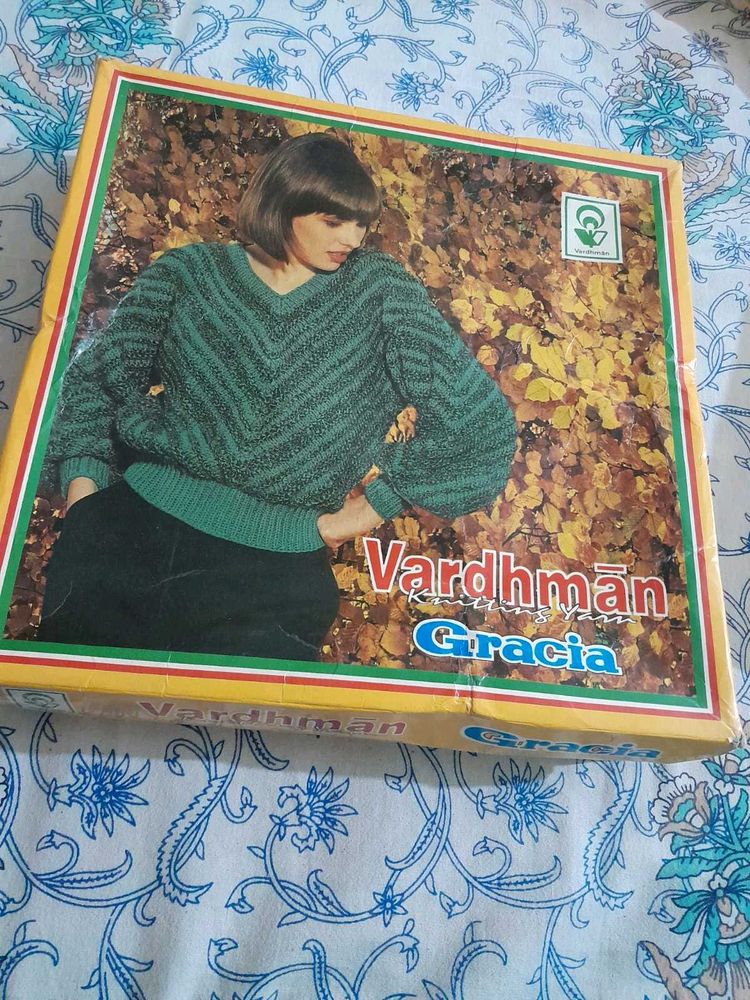 Vardhmān
Vardhmān
Knitting Yarn
Gracia
Vardhmān
Gracia